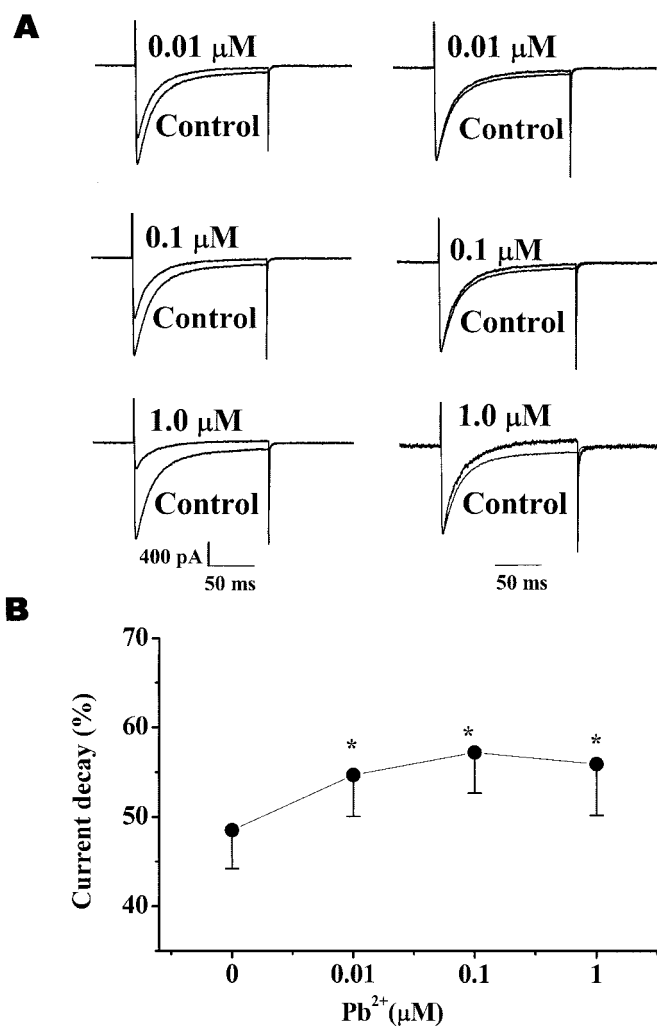 A
0.01 μM
0.01 μM
Control
Control
0.1 μM
0.1 μM
Control
Control
1.0 μM
1.0 μM
Control
Control
400 pA
50 ms
50 ms
B
70
60
50
40
Current decay (%)
*
*
*
0
0.01
0.1
1
Pb²⁺(μM)